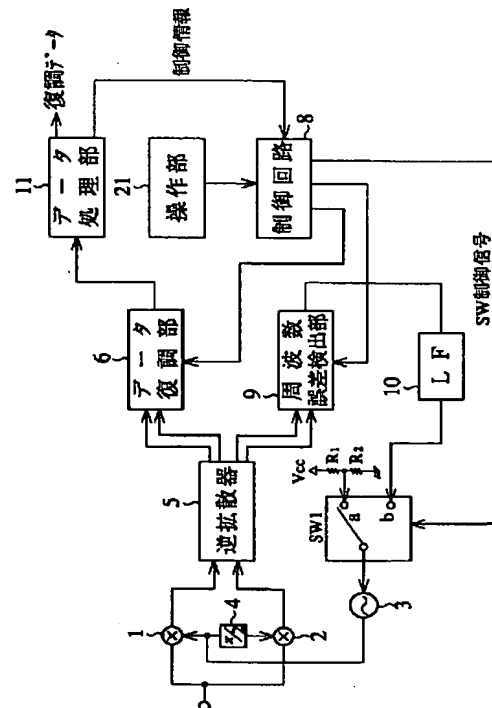 1
2
π/2
4
3
5
逆拡散器
6
データ
復調部
9
周波数
誤差検出部
11
データ
処理部
復調データ
21
操作部
制御情報
制御回路
8
Vcc
R1
R2
SW1
a
b
10
LF
SW制御信号